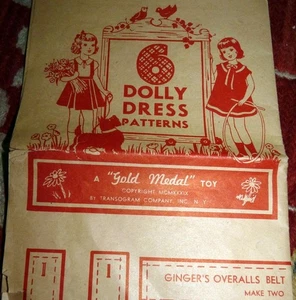 6
DOLLY
DRESS
PATTERNS
A "Gold Medal" TOY
COPYRIGHT MCMXXXIX
BY TRANSOGRAM COMPANY, INC. N.Y.
GINGER'S OVERALLS BELT
MAKE TWO